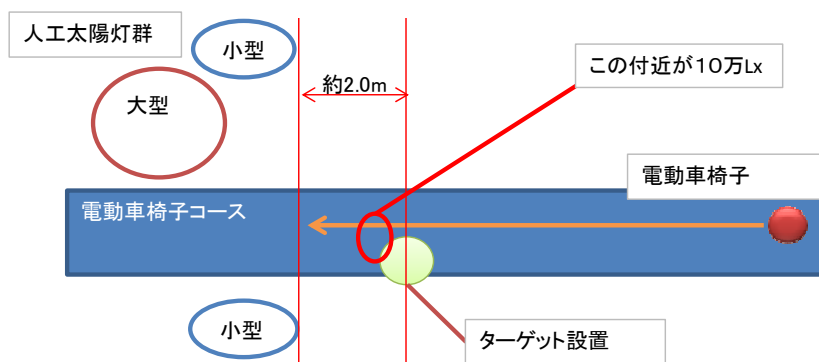 人工太陽灯群
小型
大型
約2.0m
この付近が10万Lx
電動車椅子
電動車椅子コース
小型
ターゲット設置